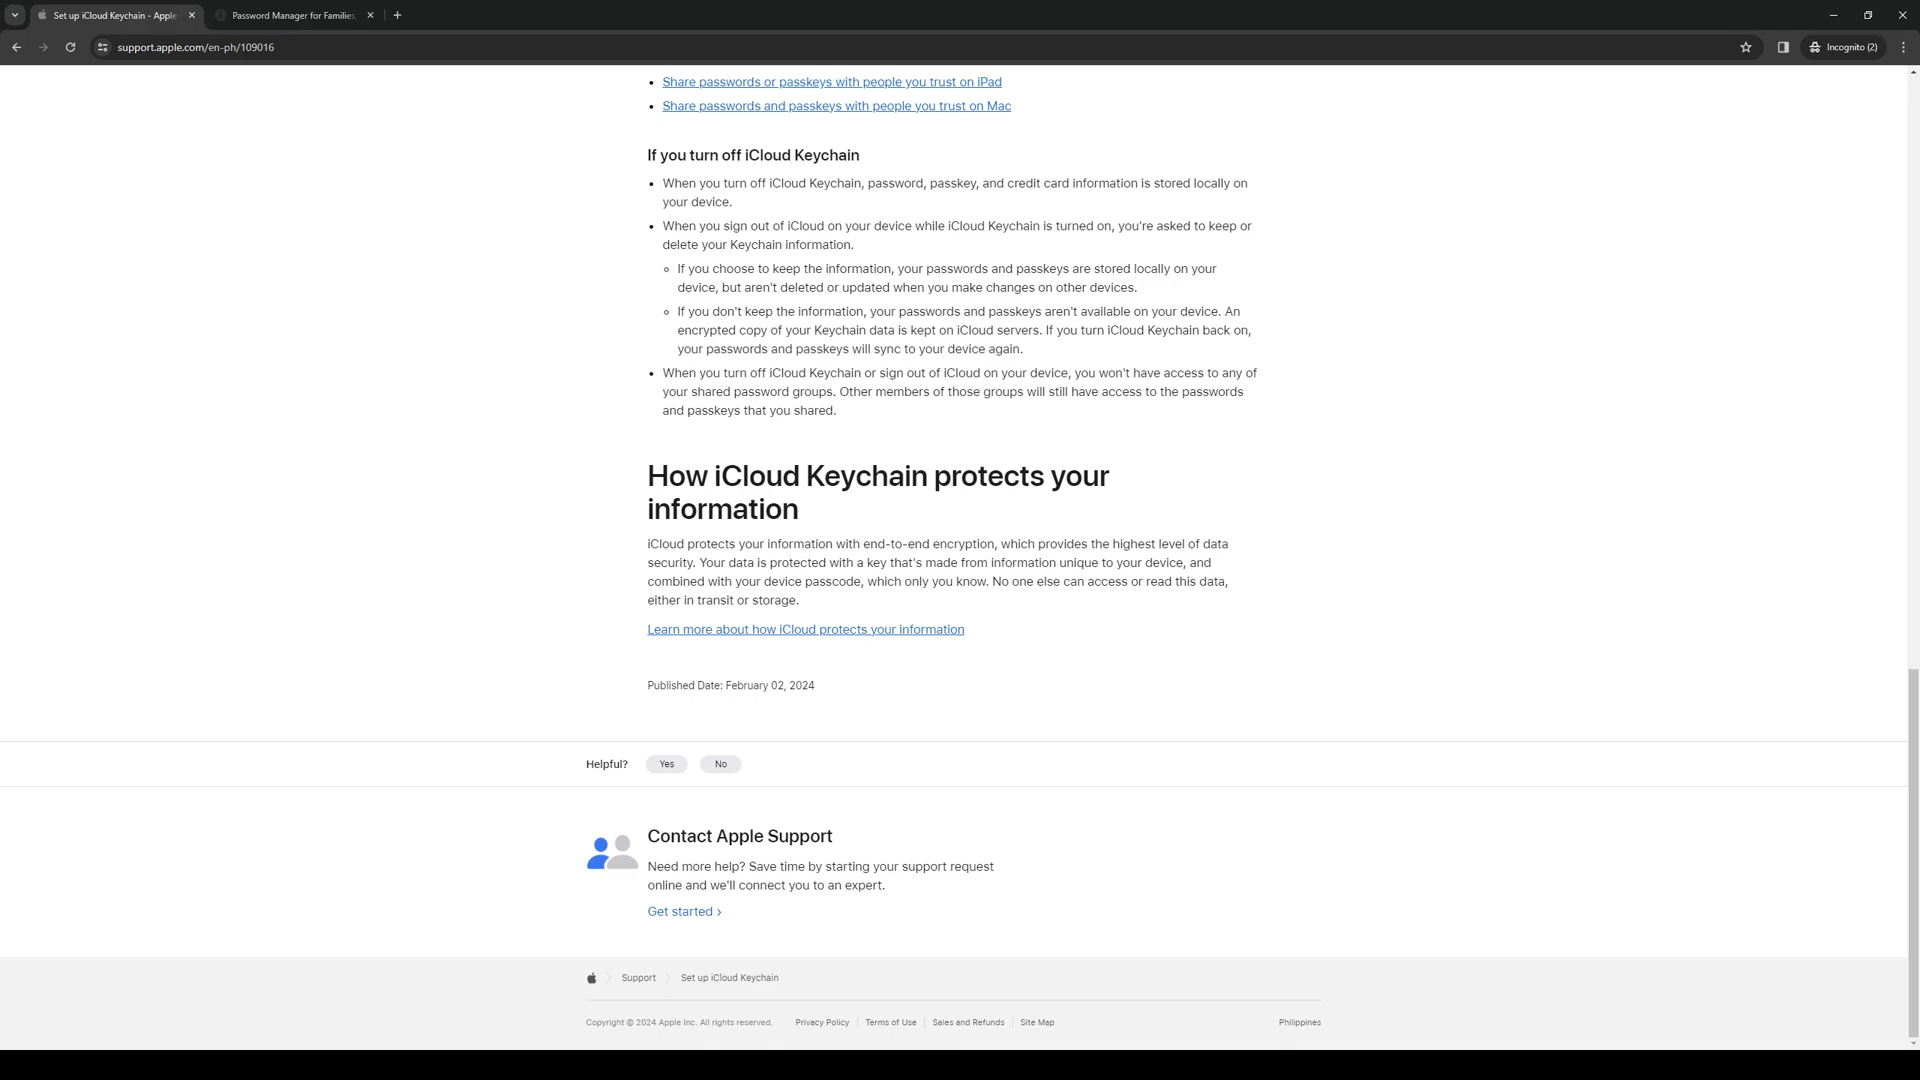 Set up iCloud Keychain - Apple
Password Manager for Families,
support.apple.com/en-ph/109016
Incognito (2)
Share passwords or passkeys with people you trust on iPad
Share passwords and passkeys with people you trust on Mac
If you turn off iCloud Keychain
When you turn off iCloud Keychain, password, passkey, and credit card information is stored locally on
your device.
When you sign out of iCloud on your device while iCloud Keychain is turned on, you're asked to keep or
delete your Keychain information.
If you choose to keep the information, your passwords and passkeys are stored locally on your
device, but aren't deleted or updated when you make changes on other devices.
If you don't keep the information, your passwords and passkeys aren't available on your device. An
encrypted copy of your Keychain data is kept on iCloud servers. If you turn iCloud Keychain back on,
your passwords and passkeys will sync to your device again.
When you turn off iCloud Keychain or sign out of iCloud on your device, you won't have access to any of
your shared password groups. Other members of those groups will still have access to the passwords
and passkeys that you shared.
How iCloud Keychain protects your
information
iCloud protects your information with end-to-end encryption, which provides the highest level of data
security. Your data is protected with a key that's made from information unique to your device, and
combined with your device passcode, which only you know. No one else can access or read this data,
either in transit or storage.
Learn more about how iCloud protects your information
Published Date: February 02, 2024
Helpful? Yes No
Contact Apple Support
Need more help? Save time by starting your support request
online and we'll connect you to an expert.
Get started ›
Support Set up iCloud Keychain
Copyright © 2024 Apple Inc. All rights reserved. Privacy Policy Terms of Use Sales and Refunds Site Map Philippines